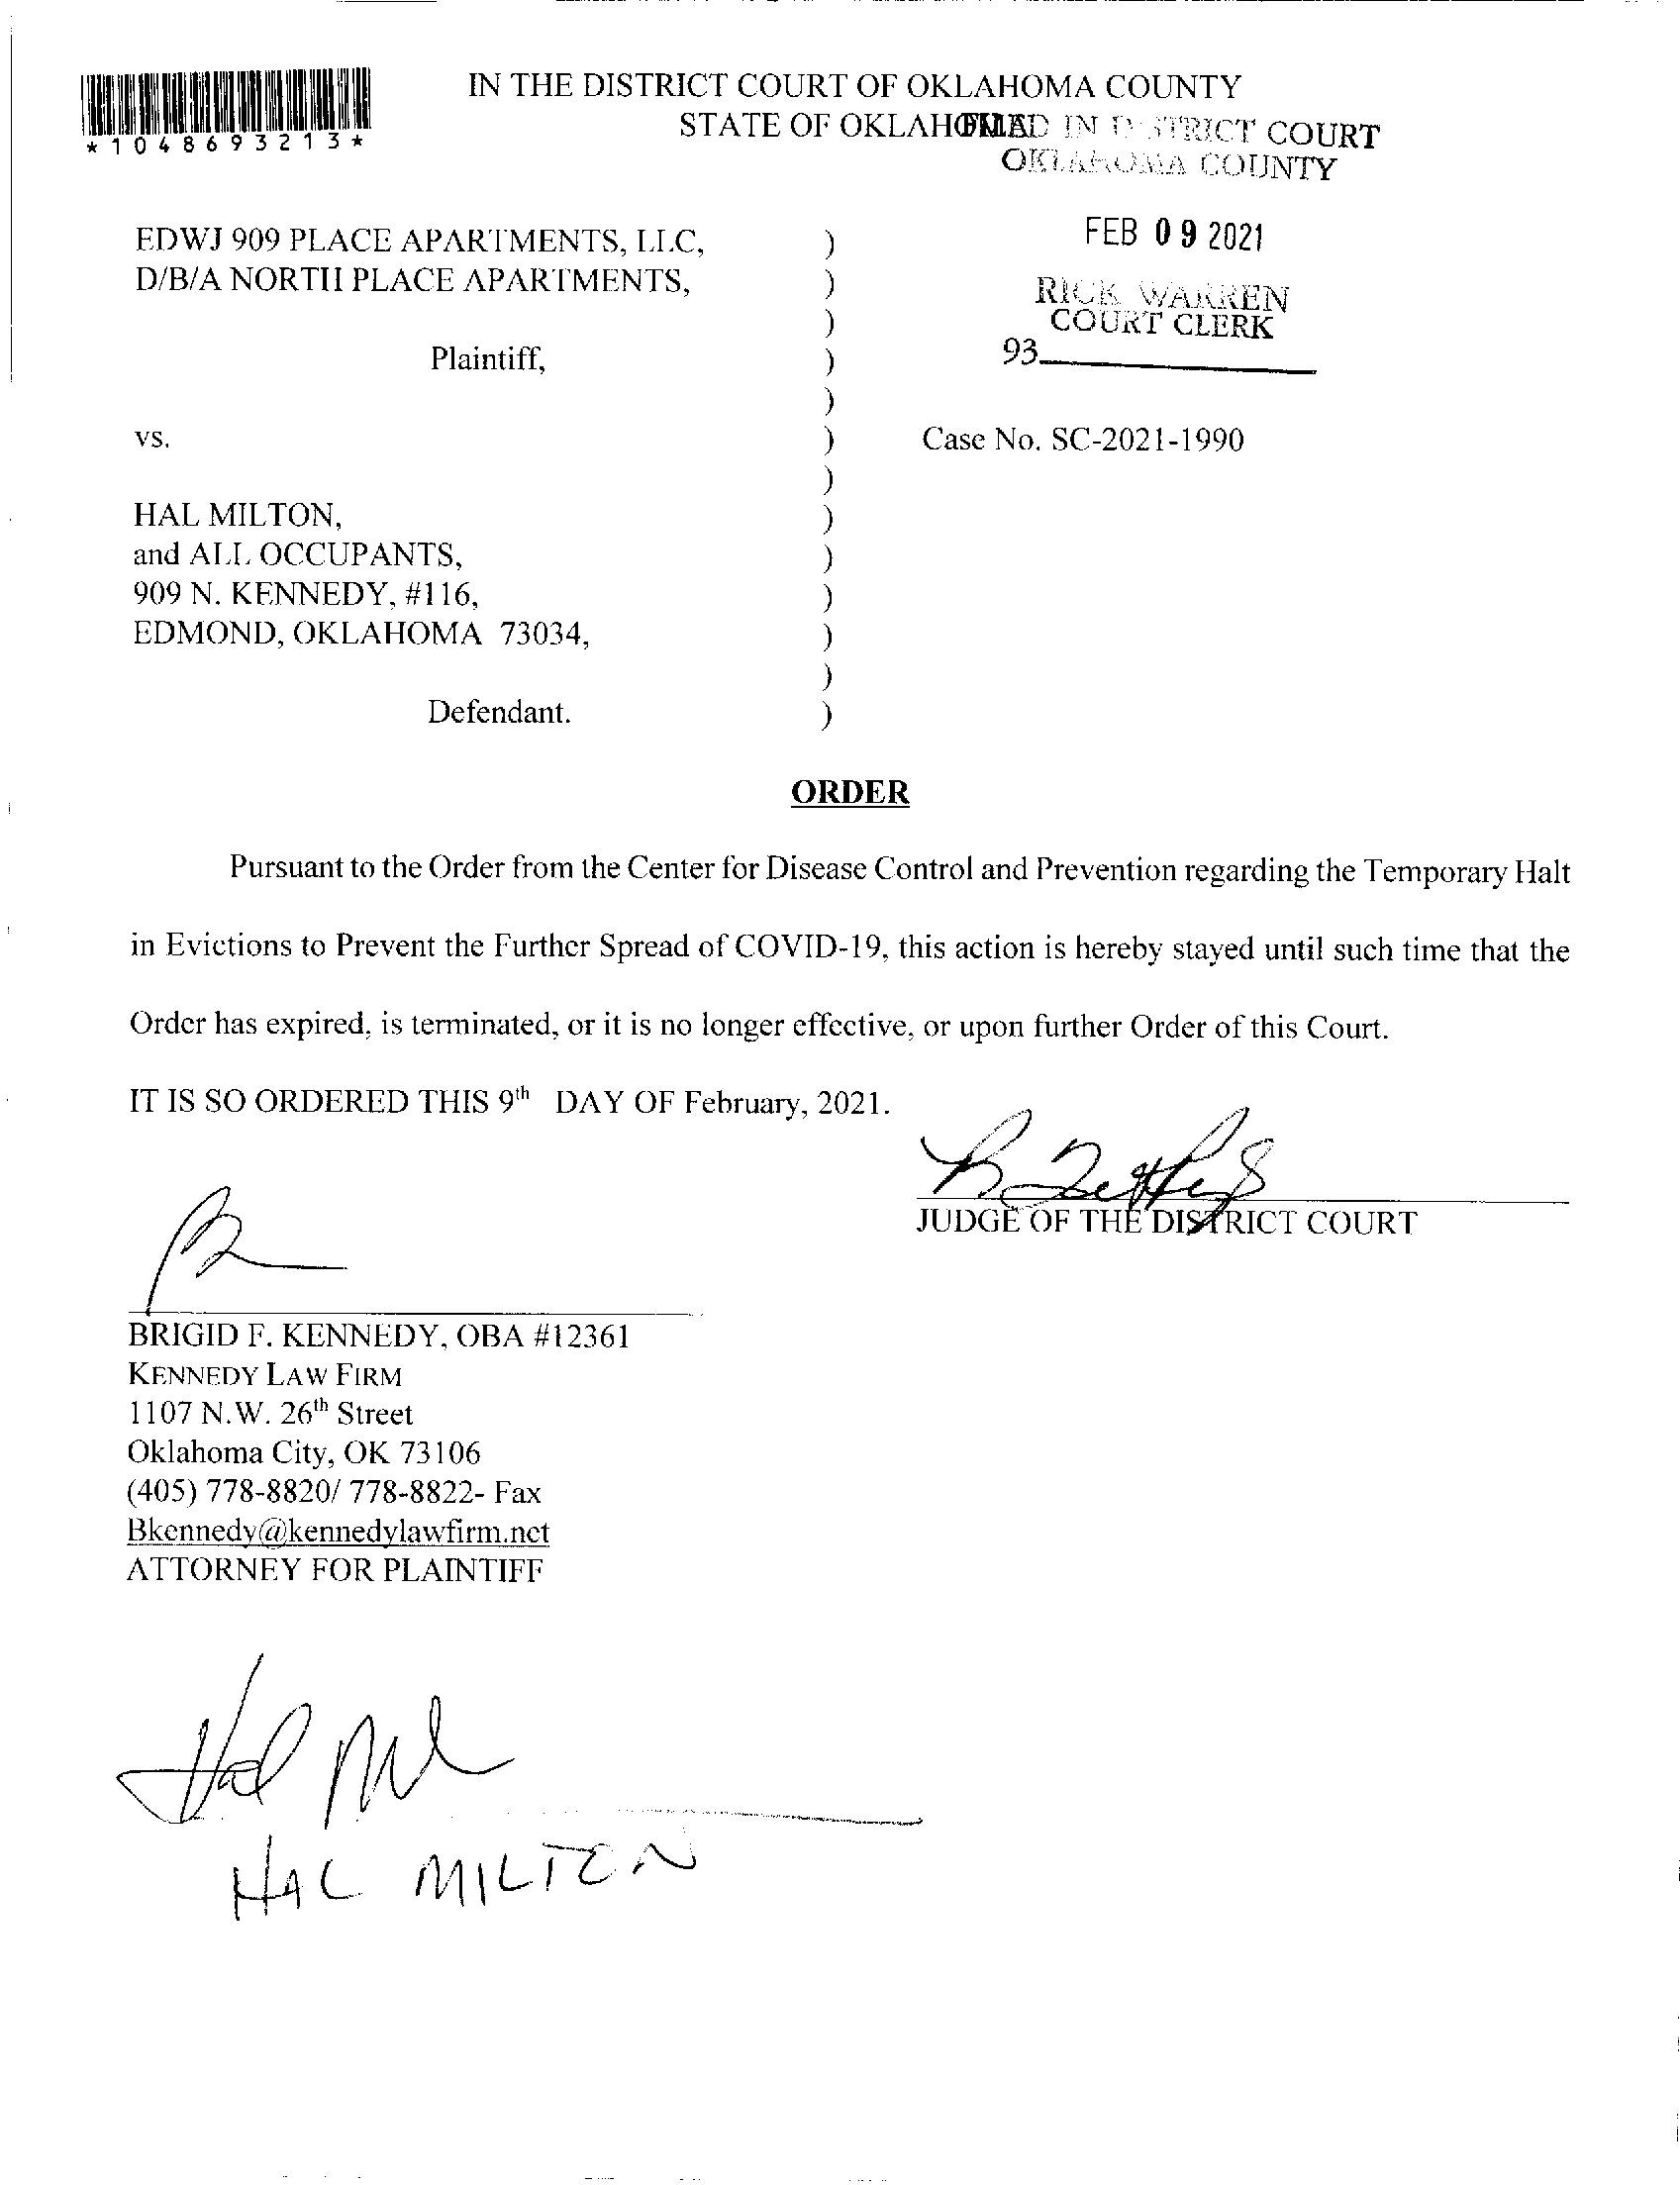 IN THE DISTRICT COURT OF OKLAHOMA COUNTY
STATE OF OKLAHOMA
FILED IN DISTRICT COURT
OKLAHOMA COUNTY
*1048693213*
FEB 09 2021
RICK WARREN
COURT CLERK
93
EDWJ 909 PLACE APARTMENTS, LLC,
D/B/A NORTH PLACE APARTMENTS,
Plaintiff,
vs.
Case No. SC-2021-1990
HAL MILTON,
and ALL OCCUPANTS,
909 N. KENNEDY, #116,
EDMOND, OKLAHOMA 73034,
Defendant.
ORDER
Pursuant to the Order from the Center for Disease Control and Prevention regarding the Temporary Halt
in Evictions to Prevent the Further Spread of COVID-19, this action is hereby stayed until such time that the
Order has expired, is terminated, or it is no longer effective, or upon further Order of this Court.
IT IS SO ORDERED THIS 9th DAY OF February, 2021.
JUDGE OF THE DISTRICT COURT
BRIGID F. KENNEDY, OBA #12361
KENNEDY LAW FIRM
1107 N.W. 26th Street
Oklahoma City, OK 73106
(405) 778-8820/ 778-8822- Fax
Bkennedy@kennedylawfirm.net
ATTORNEY FOR PLAINTIFF
HAL MILTON